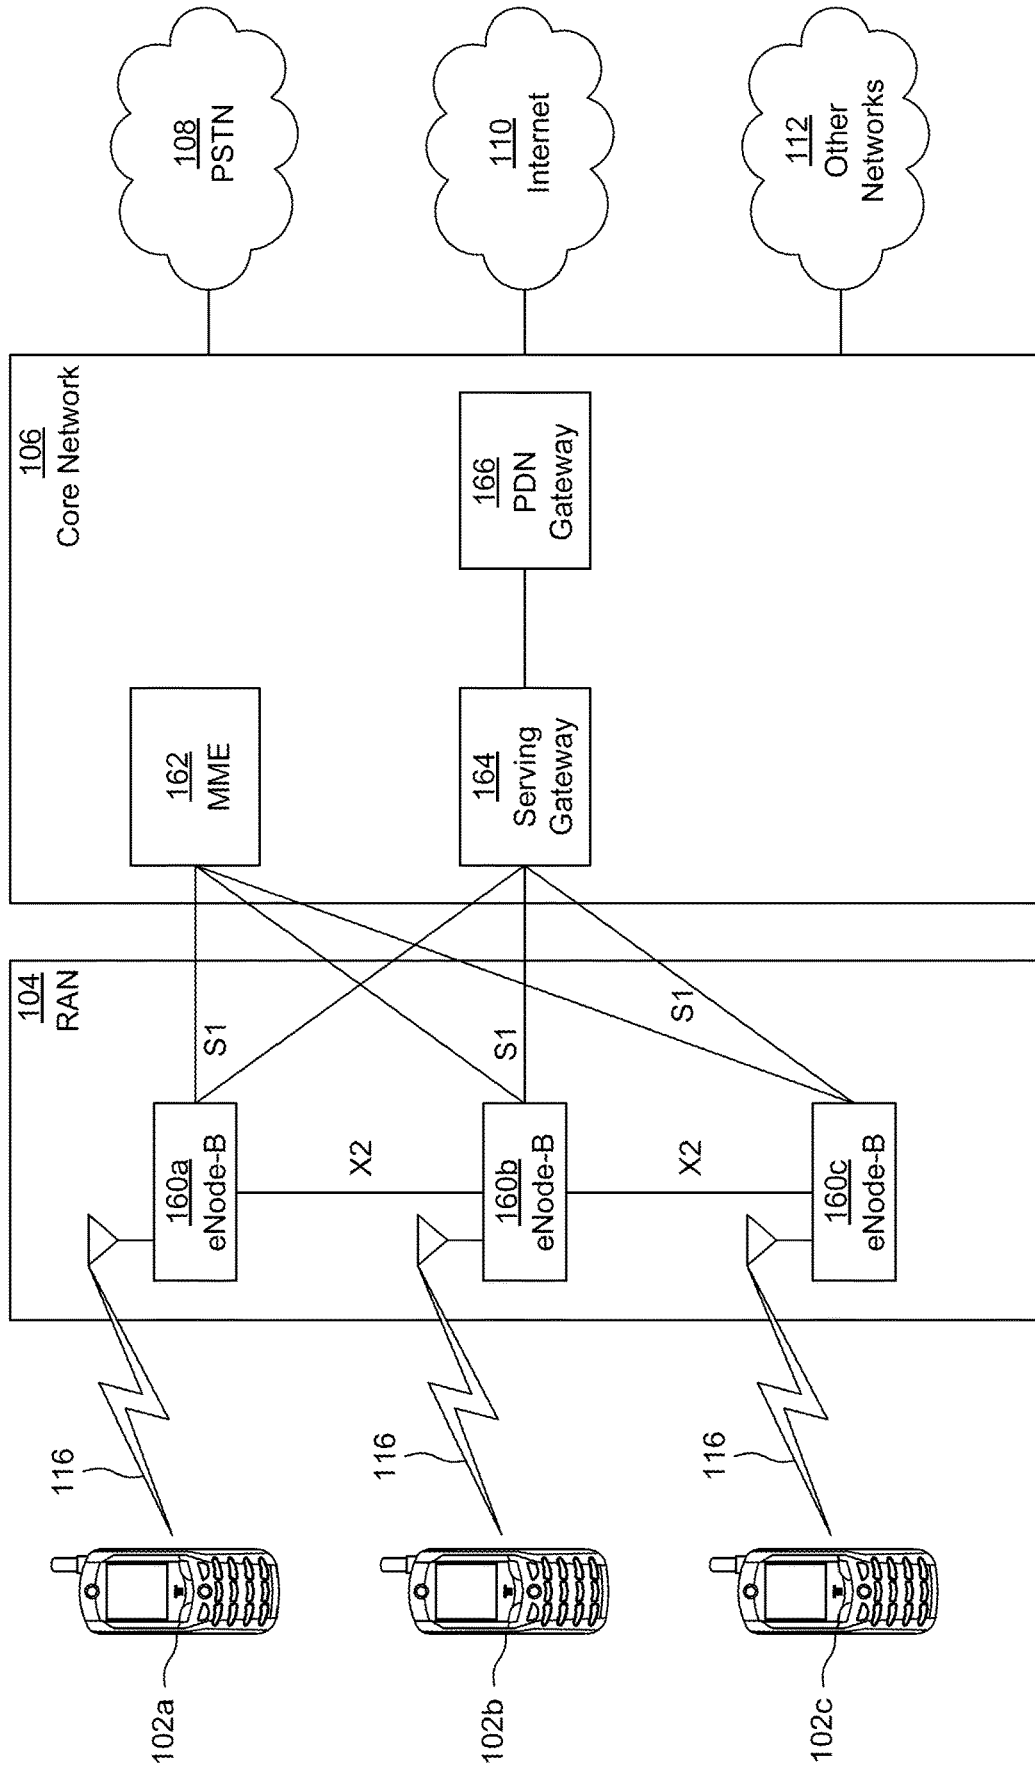 102a
116
160a
eNode-B
S1
104
RAN
162
MME
106
Core Network
108
PSTN
X2
102b
116
160b
eNode-B
S1
164
Serving
Gateway
166
PDN
Gateway
110
Internet
X2
102c
116
160c
eNode-B
S1
112
Other
Networks